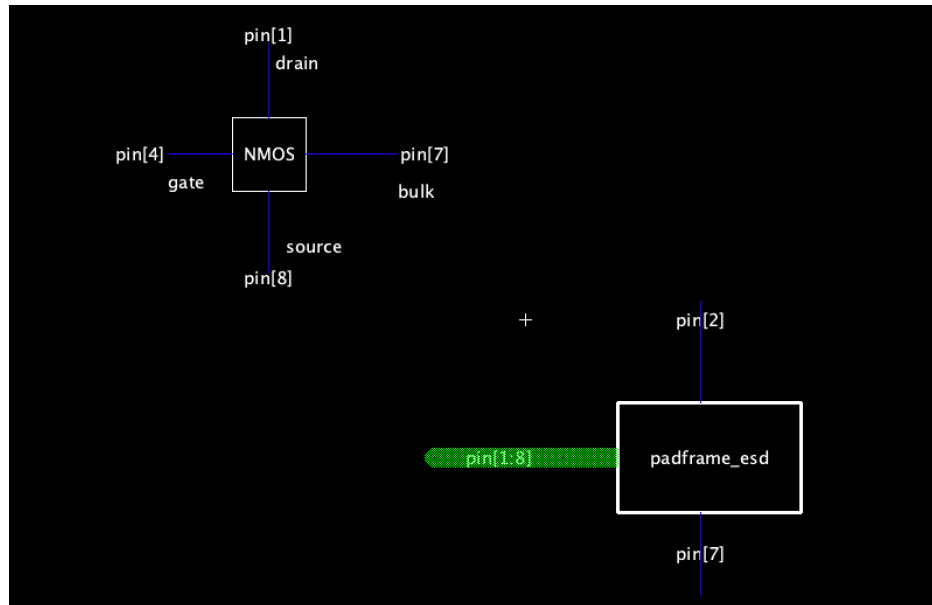 pin[1]
drain
pin[4]
NMOS
pin[7]
gate
bulk
source
pin[8]
pin[2]
pin[1:8]
padframe_esd
pin[7]